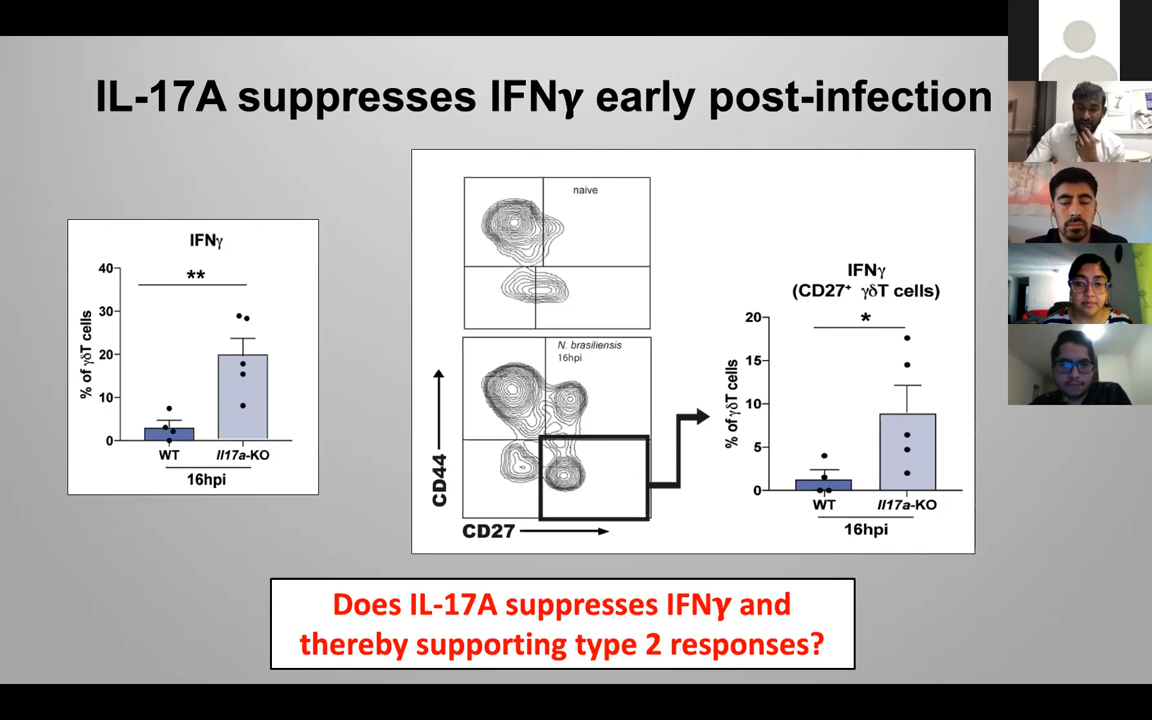 IL-17A suppresses IFNγ early post-infection
IFNγ
40
30
20
10
0
% of γδT cells
**
WT
Il17a-KO
16hpi
naive
N. brasiliensis
16hpi
CD44
CD27
IFNγ
(CD27+ γδT cells)
20
15
10
5
0
% of γδT cells
*
WT
Il17a-KO
16hpi
Does IL-17A suppresses IFNγ and
thereby supporting type 2 responses?